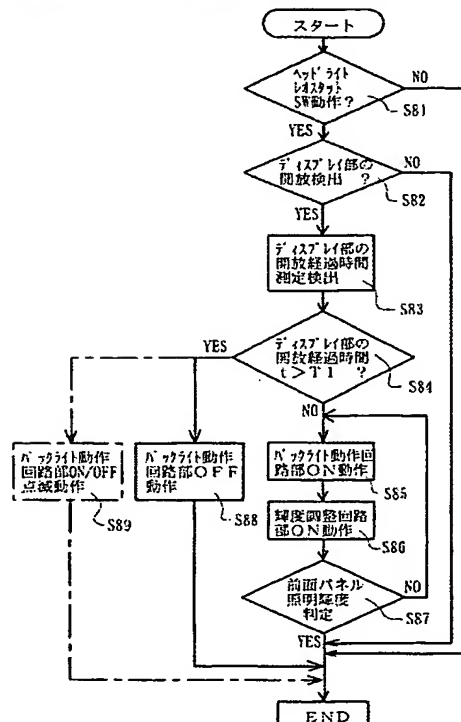 スタート
ヘッドライト
レオスタット
SW動作?
NO
S81
YES
ディスプレイ部の
開放検出 ?
NO
S82
YES
ディスプレイ部の
開放経過時間
測定検出
S83
ディスプレイ部の
開放経過時間
t>T1 ?
YES
S84
NO
バックライト動作
回路部ON/OFF
点滅動作
S89
バックライト動作
回路部OFF
動作
S88
バックライト動作回
路部ON動作
S85
輝度調整回路
部ON動作
S86
前面パネル
照明輝度
判定
NO
S87
YES
END